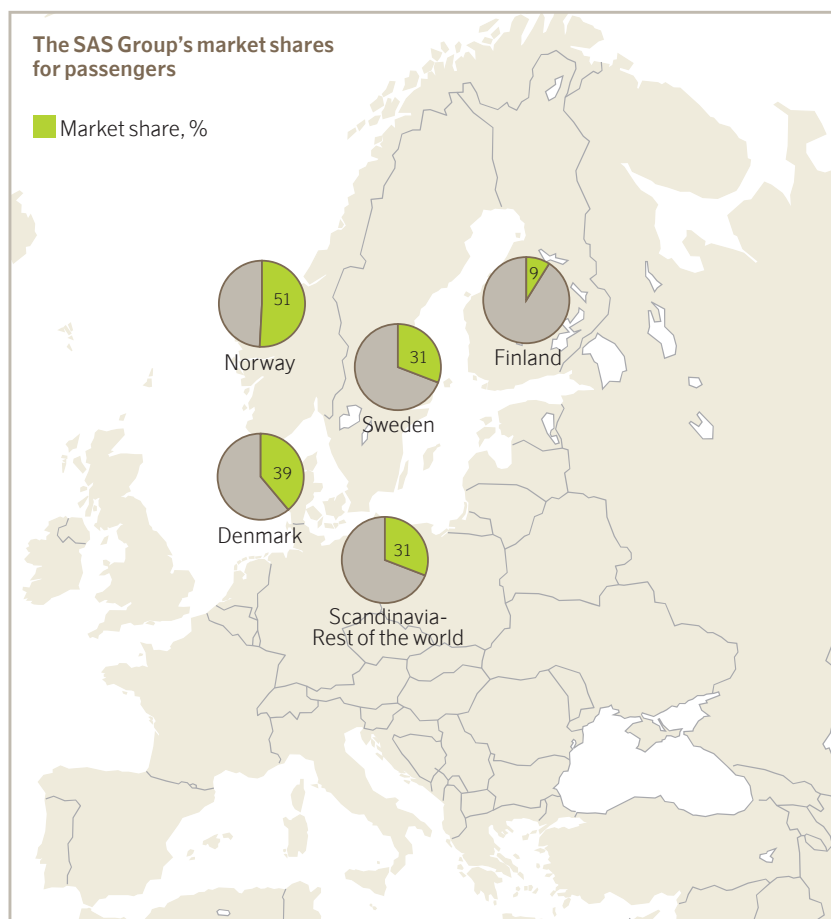 The SAS Group's market shares
for passengers
Market share, %
51
Norway
9
Finland
31
Sweden
39
Denmark
31
Scandinavia-
Rest of the world